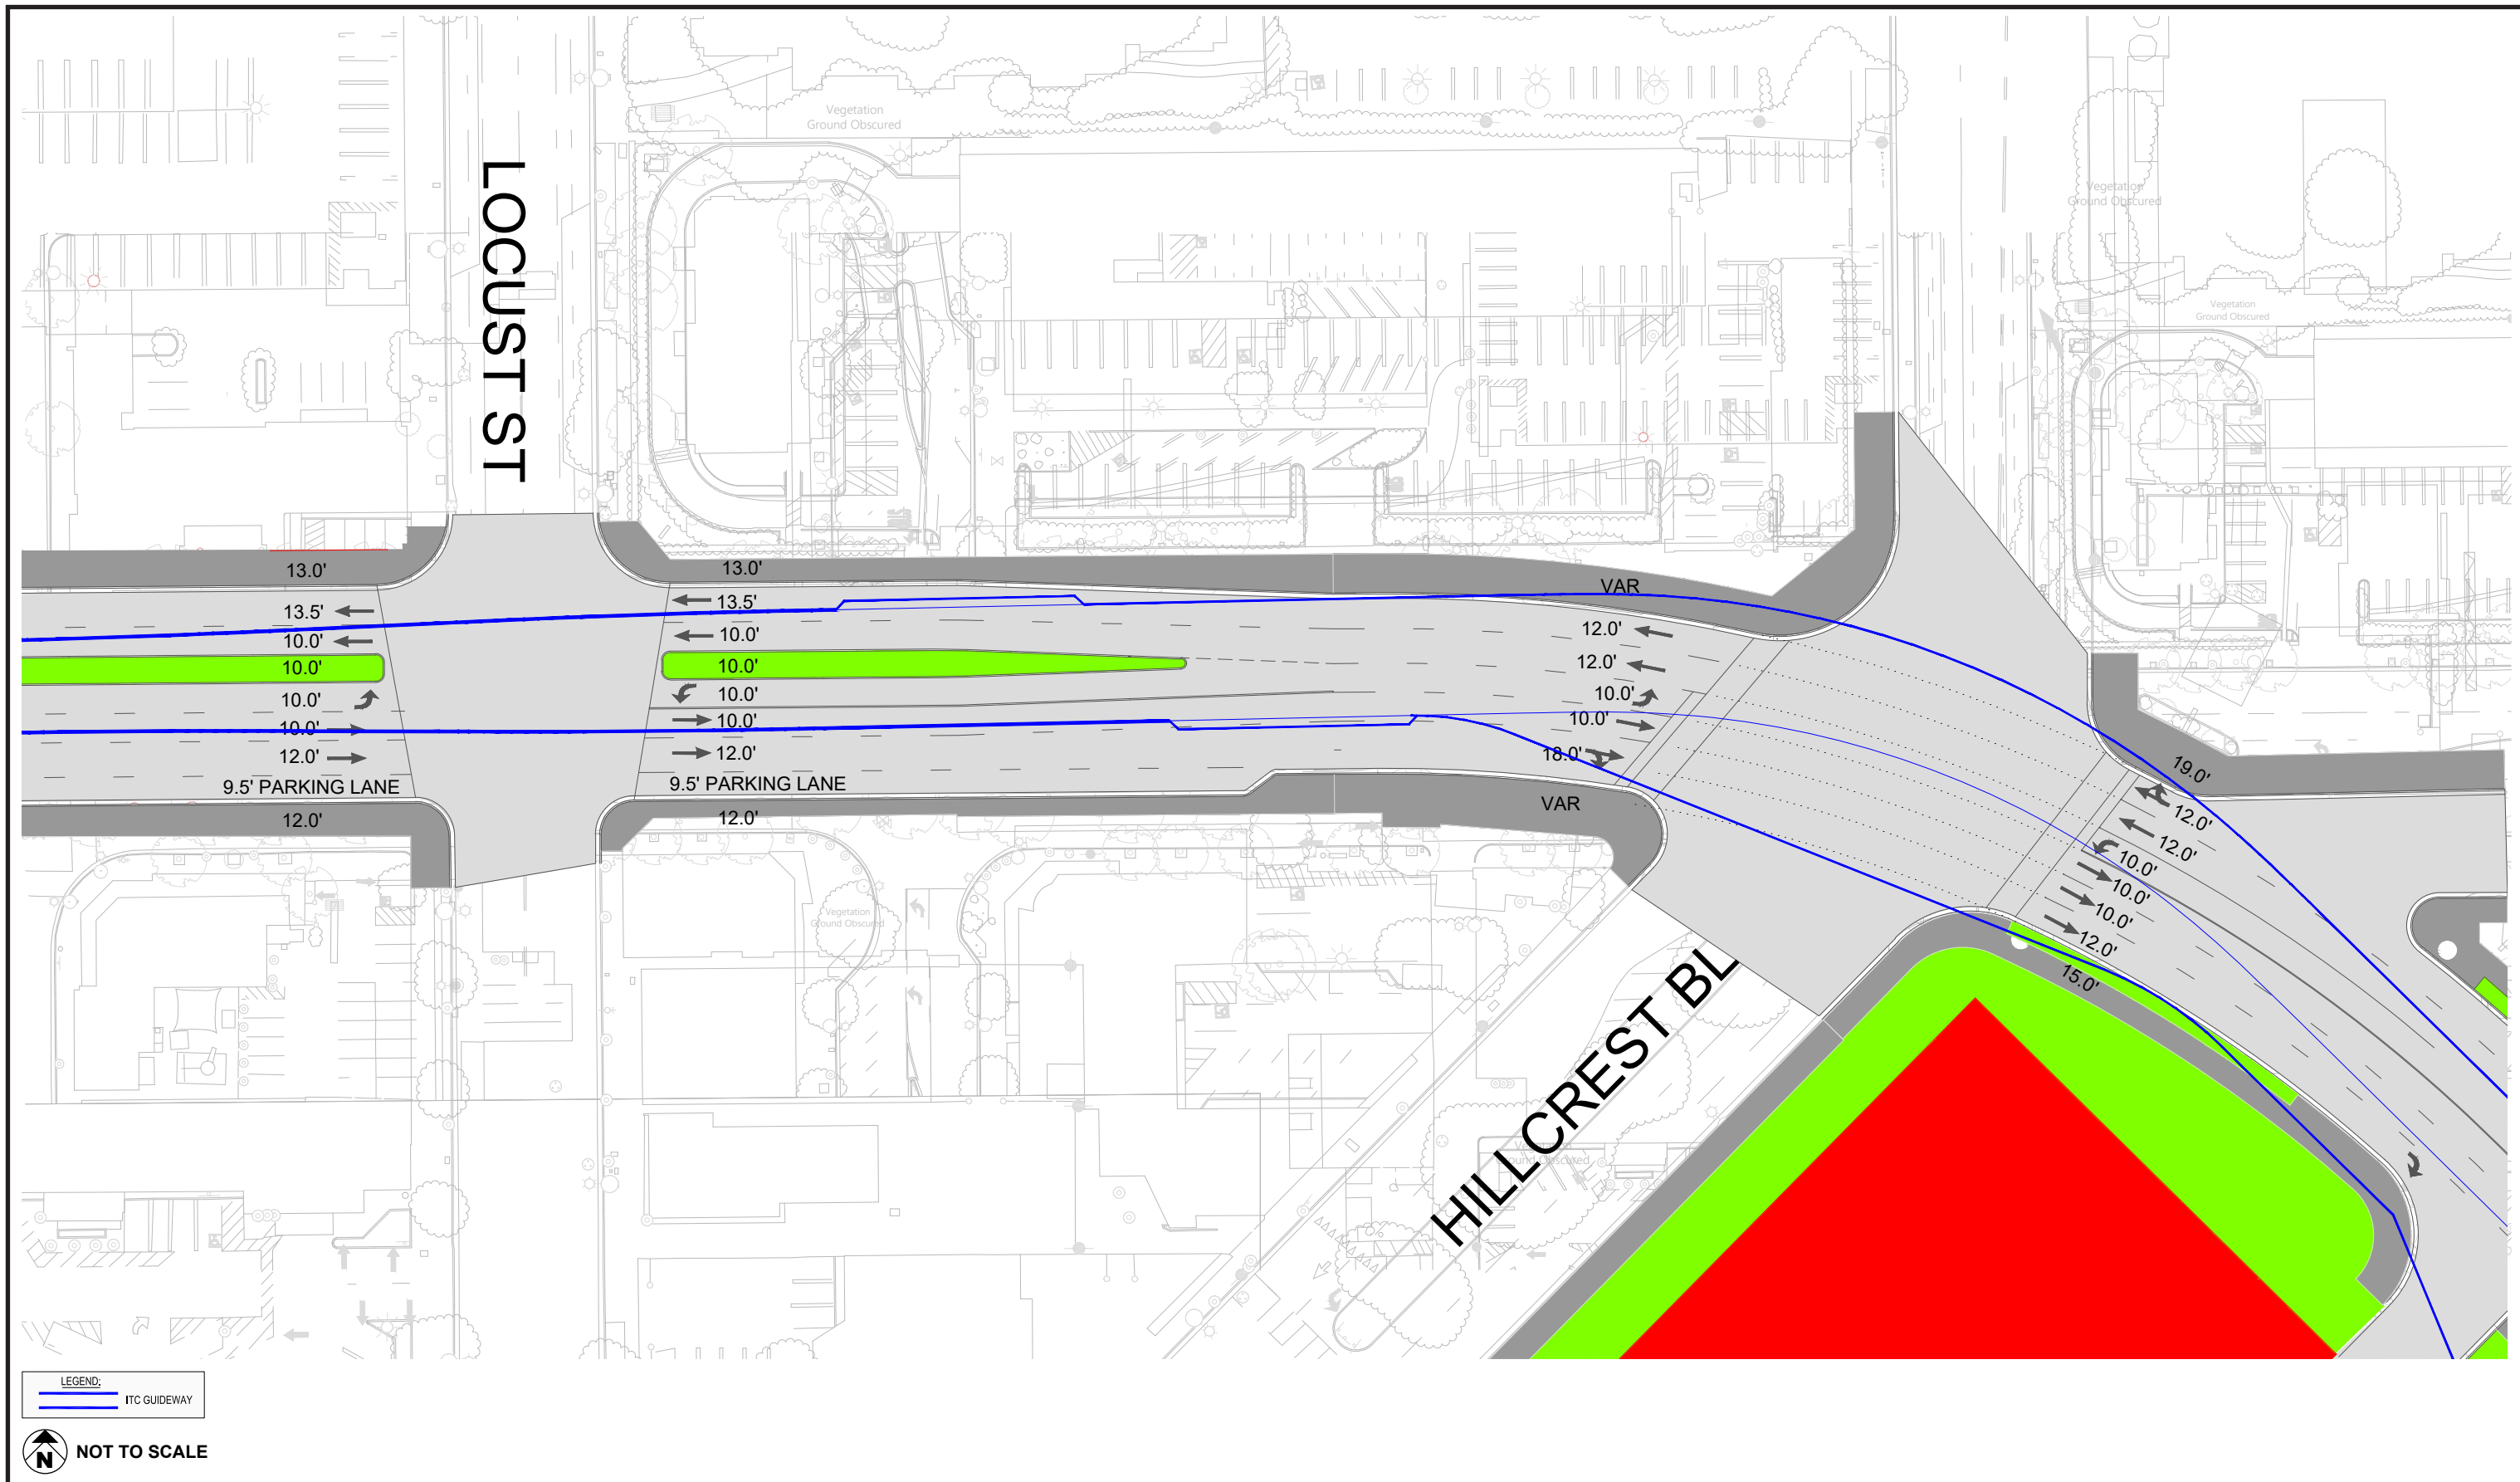 Vegetation
Ground Obscured
LOCUST ST
Vegetation
Ground Obscured
Vegetation
Ground Obscured
13.0'
13.0'
VAR
13.5'
13.5'
10.0'
10.0'
12.0'
10.0'
10.0'
12.0'
10.0'
10.0'
10.0'
10.0'
10.0'
10.0'
12.0'
12.0'
18.0'
9.5' PARKING LANE
9.5' PARKING LANE
VAR
12.0'
12.0'
19.0'
12.0'
12.0'
10.0'
10.0'
10.0'
12.0'
15.0'
Vegetation
Ground Obscured
HILLCREST BL
LEGEND:
ITC GUIDEWAY
N
NOT TO SCALE